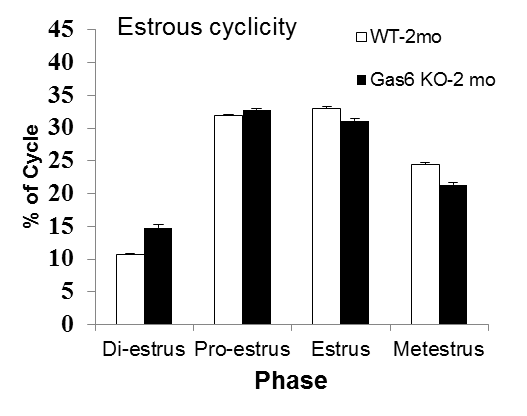 Estrous cyclicity
WT-2mo
Gas6 KO-2 mo
% of Cycle
45
40
35
30
25
20
15
10
5
0
Di-estrus Pro-estrus Estrus Metestrus
Phase